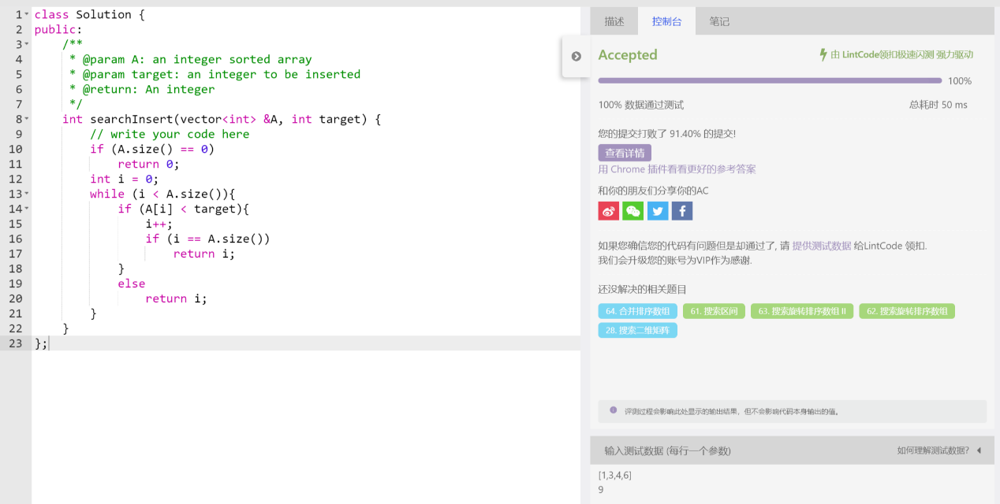 1 class Solution {
2 public:
3 /**
4 * @param A: an integer sorted array
5 * @param target: an integer to be inserted
6 * @return: An integer
7 */
8 int searchInsert(vector<int> &A, int target) {
9 // write your code here
10 if (A.size() == 0)
11 return 0;
12 int i = 0;
13 while (i < A.size()){
14 if (A[i] < target){
15 i++;
16 if (i == A.size())
17 return i;
18 }
19 else
20 return i;
21 }
22 }
23 };
描述 控制台 笔记
Accepted
由 LintCode领扣极速闪测 强力驱动
100%
100% 数据通过测试
总耗时 50 ms
您的提交打败了 91.40% 的提交!
查看详情
用 Chrome 插件看看更好的参考答案
和你的朋友们分享你的AC
如果您确信您的代码有问题但是却通过了, 请 提供测试数据 给LintCode 领扣.
我们会升级您的账号为VIP作为感谢.
还没解决的相关题目
64. 合并排序数组 61. 搜索区间 63. 搜索旋转排序数组 II 62. 搜索旋转排序数组
28. 搜索二维矩阵
评测过程会影响此处显示的输出结果，但不会影响代码本身输出的值。
输入测试数据 (每行一个参数) 如何理解测试数据?
[1,3,4,6]
9